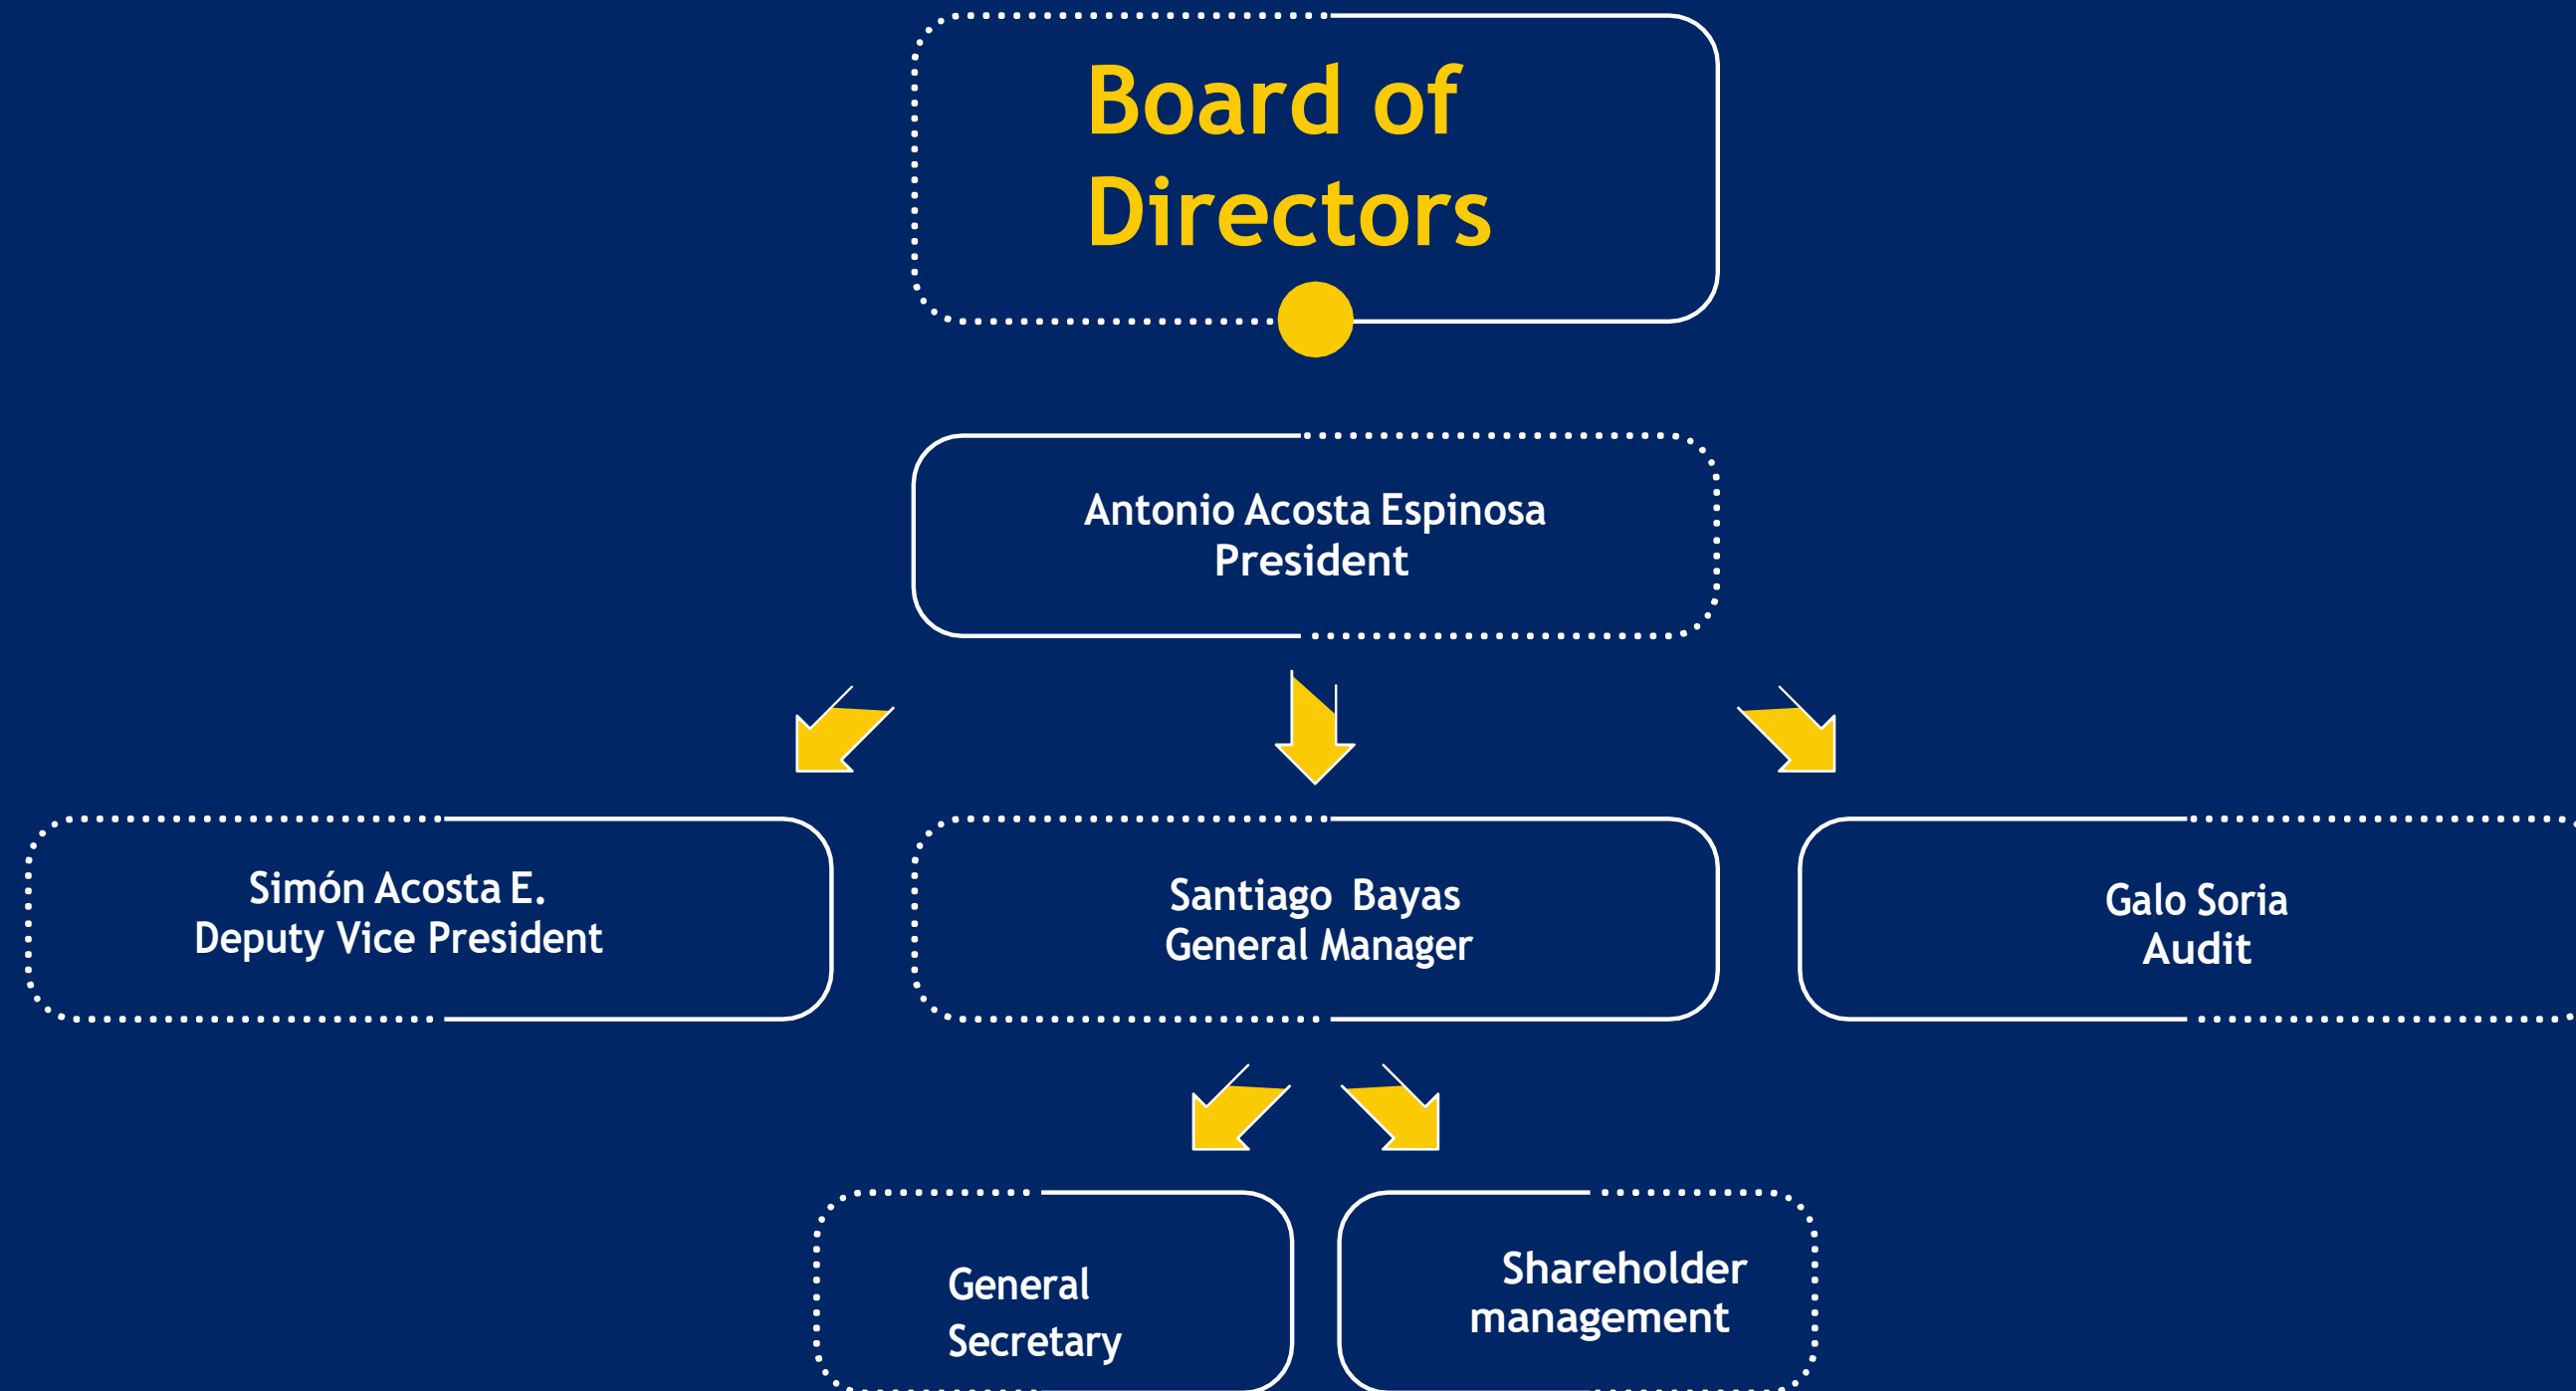 Board of
Directors
Antonio Acosta Espinosa
President
Simón Acosta E.
Deputy Vice President
Santiago Bayas
General Manager
Galo Soria
Audit
General
Secretary
Shareholder
management